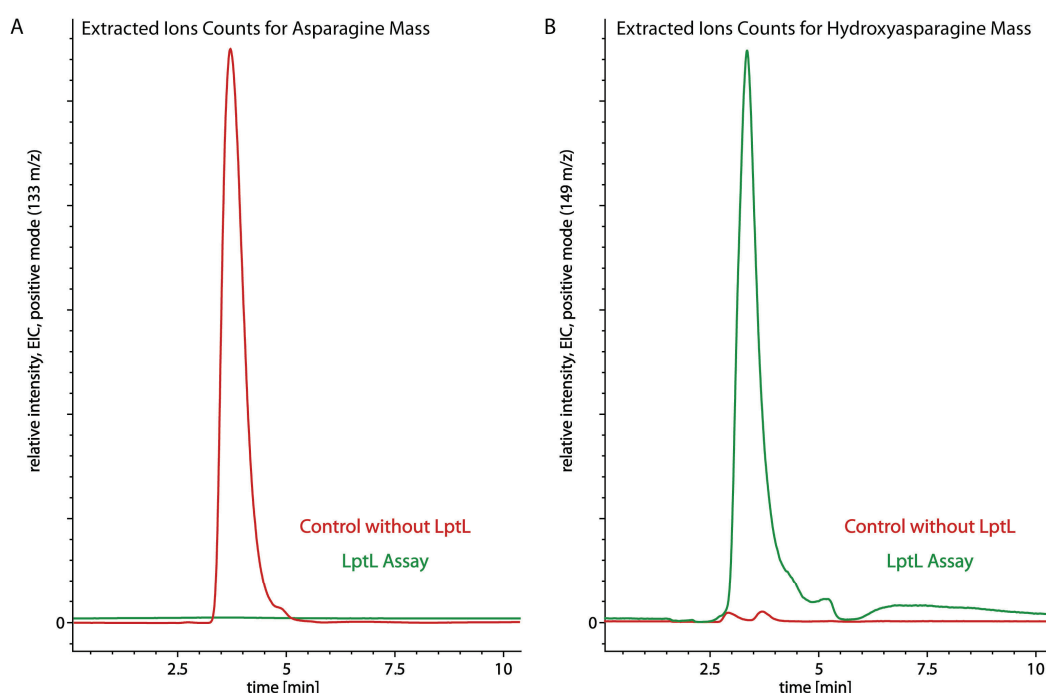 A
Extracted Ions Counts for Asparagine Mass
relative intensity, EIC, positive mode (133 m/z)
Control without LptL
LptL Assay
0
2.5
5
7.5
10
time [min]
B
Extracted Ions Counts for Hydroxyasparagine Mass
relative intensity, EIC, positive mode (149 m/z)
Control without LptL
LptL Assay
0
2.5
5
7.5
10
time [min]